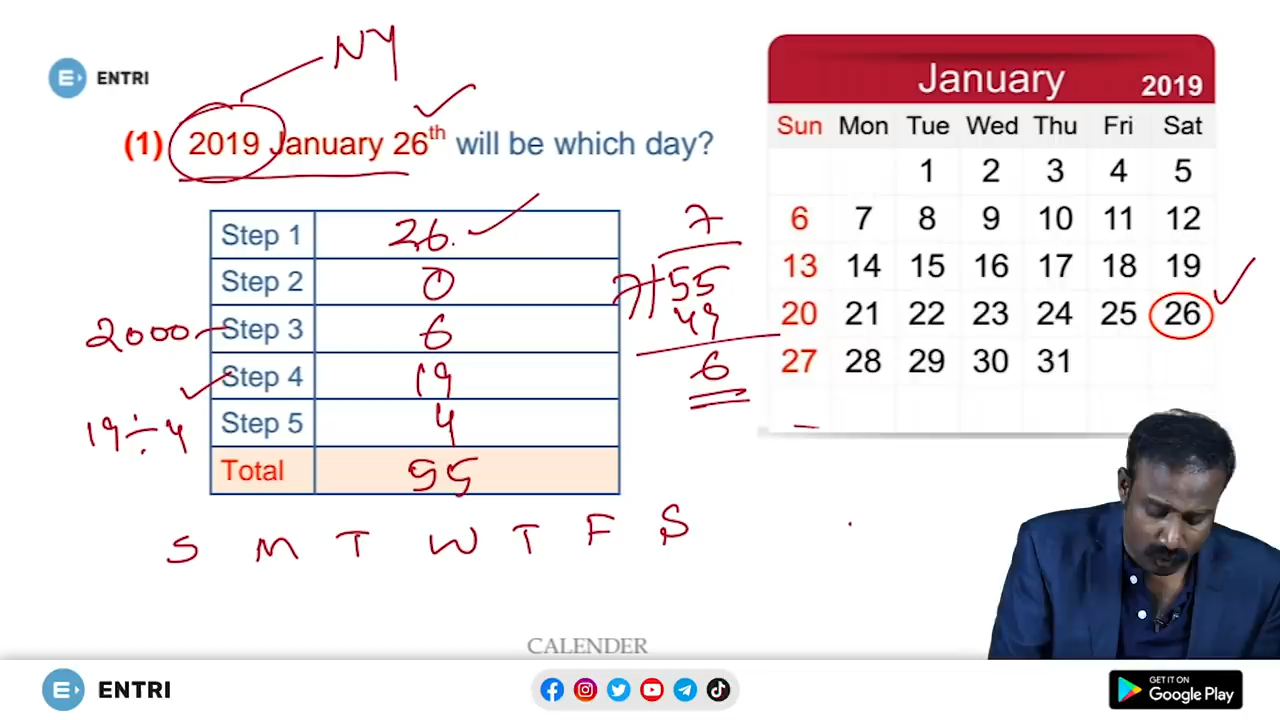 NY
ENTRI
(1) 2019 January 26th will be which day?
Step 1 26.
Step 2 0
2000 Step 3 6
Step 4 19
19÷4 Step 5 4
Total 55
7
7)55
49
6
S M T W T F S
January 2019
Sun Mon Tue Wed Thu Fri Sat
1 2 3 4 5
6 7 8 9 10 11 12
13 14 15 16 17 18 19
20 21 22 23 24 25 26
27 28 29 30 31
CALENDER
ENTRI
GET IT ON
Google Play